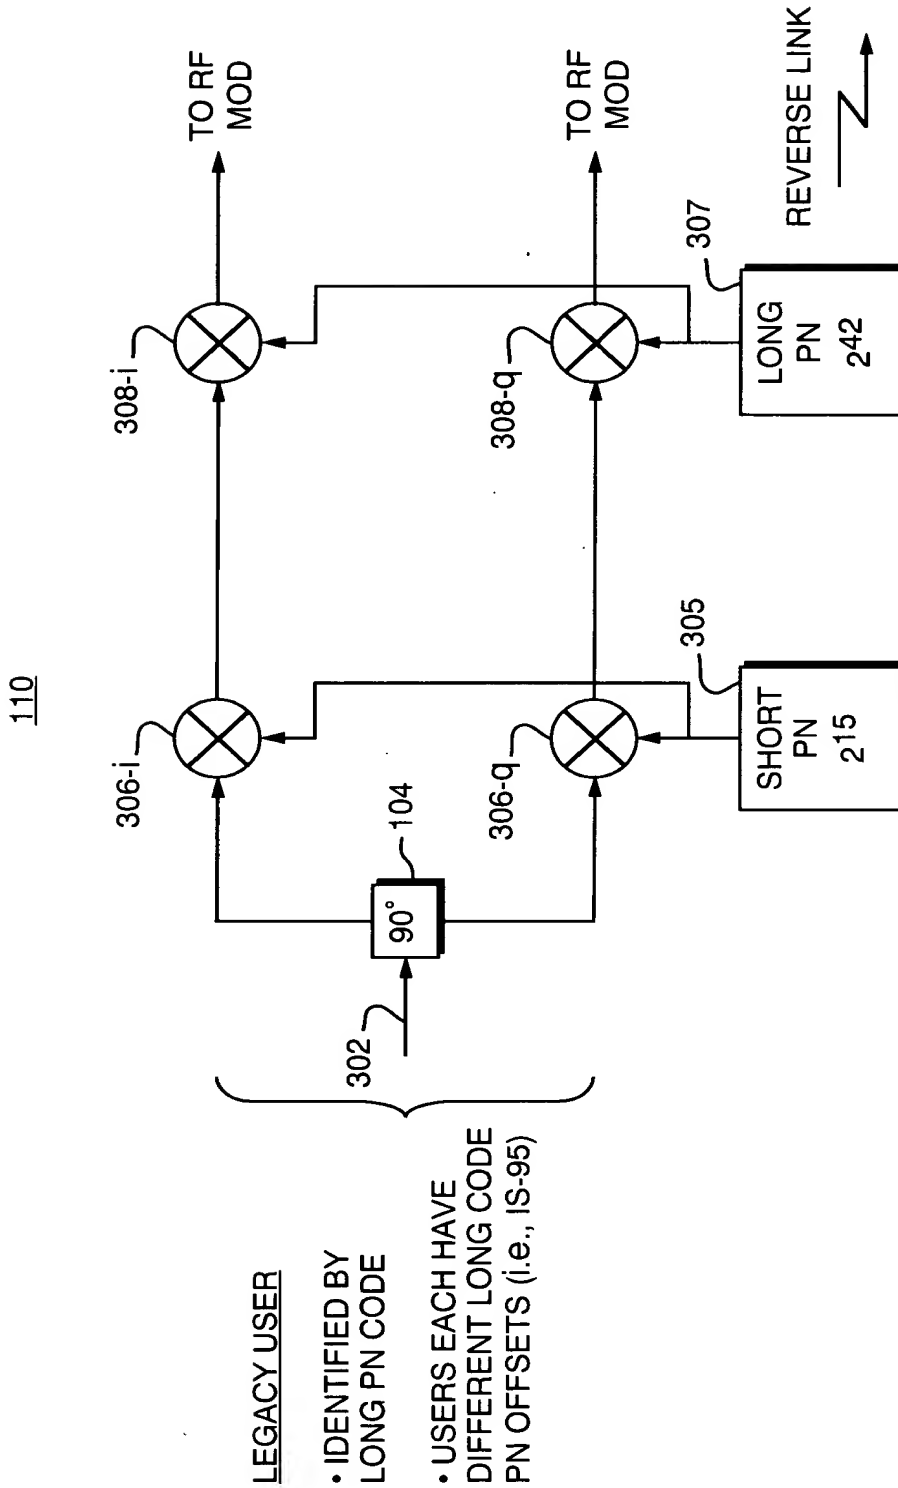 110
LEGACY USER
• IDENTIFIED BY
LONG PN CODE
• USERS EACH HAVE
DIFFERENT LONG CODE
PN OFFSETS (i.e., IS-95)
302
90°
104
306-i
306-q
SHORT
PN
2^15
305
308-i
308-q
LONG
PN
2^42
307
TO RF
MOD
TO RF
MOD
REVERSE LINK